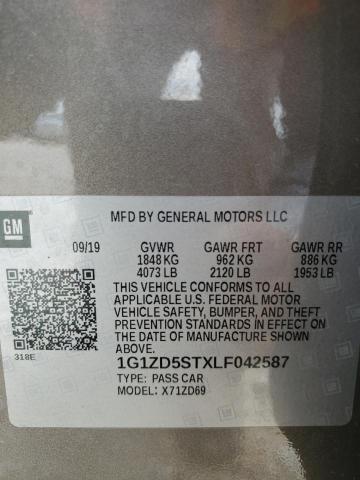 GM
MFD BY GENERAL MOTORS LLC
09/19 GVWR GAWR FRT GAWR RR
1848 KG 962 KG 886 KG
4073 LB 2120 LB 1953 LB
THIS VEHICLE CONFORMS TO ALL
APPLICABLE U.S. FEDERAL MOTOR
VEHICLE SAFETY, BUMPER, AND THEFT
PREVENTION STANDARDS IN EFFECT ON
THE DATE OF MANUFACTURE SHOWN
ABOVE.
318E
1G1ZD5STXLF042587
TYPE: PASS CAR
MODEL: X71ZD69